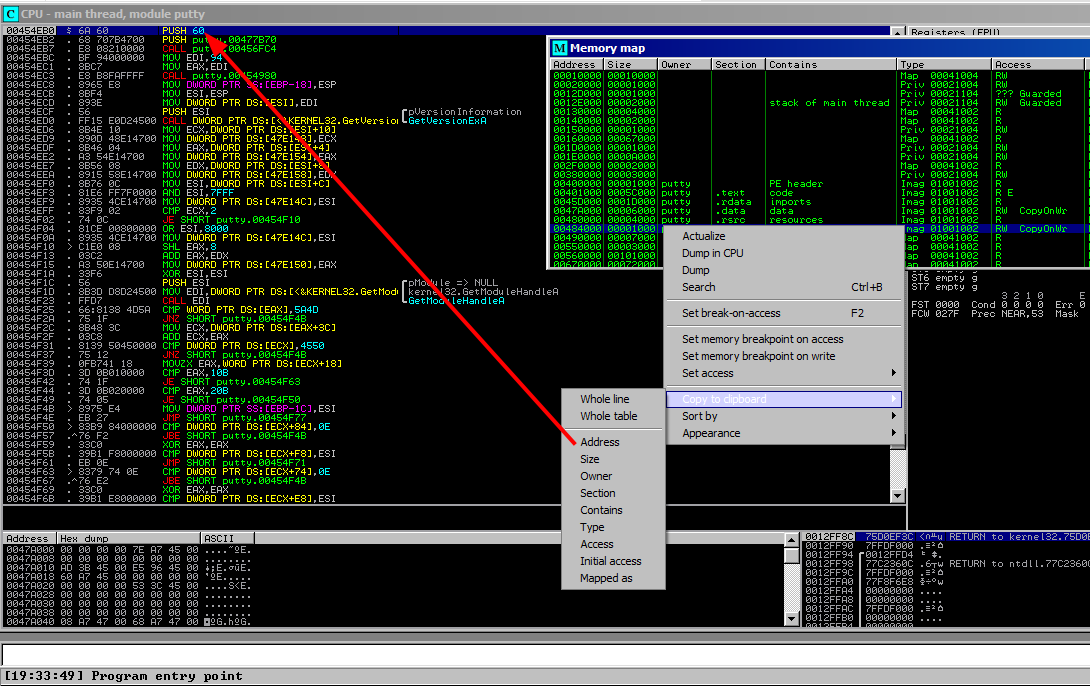 CPU - main thread, module putty
00454EB0 $ 6A 60 PUSH 60
00454EB2 . 68 707B4700 PUSH putty.00477B70
00454EB7 . E8 08210000 CALL putty.00456FC4
00454EBC . BF 94000000 MOV EDI,94
00454EC1 . 8BC7 MOV EAX,EDI
00454EC3 . E8 B8FAFFFF CALL putty.00454980
00454EC8 . 8965 E8 MOV DWORD PTR SS:[EBP-18],ESP
00454ECB . 8BF4 MOV ESI,ESP
00454ECD . 893E MOV DWORD PTR DS:[ESI],EDI
00454ECF . 56 PUSH ESI pVersionInformation
00454ED0 . FF15 E0D24500 CALL DWORD PTR DS:[<&KERNEL32.GetVersion GetVersionExA
00454ED6 . 8B4E 10 MOV ECX,DWORD PTR DS:[ESI+10]
00454ED9 . 890D 48E14700 MOV DWORD PTR DS:[47E148],ECX
00454EDF . 8B46 04 MOV EAX,DWORD PTR DS:[ESI+4]
00454EE2 . A3 54E14700 MOV DWORD PTR DS:[47E154],EAX
00454EE7 . 8B56 08 MOV EDX,DWORD PTR DS:[ESI+8]
00454EEA . 8915 58E14700 MOV DWORD PTR DS:[47E158],EDX
00454EF0 . 8B76 0C MOV ESI,DWORD PTR DS:[ESI+C]
00454EF3 . 81E6 FF7F0000 AND ESI,7FFF
00454EF9 . 8935 4CE14700 MOV DWORD PTR DS:[47E14C],ESI
00454EFF . 83F9 02 CMP ECX,2
00454F02 . 74 0C JE SHORT putty.00454F10
00454F04 . 81CE 00800000 OR ESI,8000
00454F0A . 8935 4CE14700 MOV DWORD PTR DS:[47E14C],ESI
00454F10 > C1E0 08 SHL EAX,8
00454F13 . 03C2 ADD EAX,EDX
00454F15 . A3 50E14700 MOV DWORD PTR DS:[47E150],EAX
00454F1A . 33F6 XOR ESI,ESI
00454F1C . 56 PUSH ESI pModule => NULL
00454F1D . 8B3D D8D24500 MOV EDI,DWORD PTR DS:[<&KERNEL32.GetMod kernel32.GetModuleHandleA
00454F23 . FFD7 CALL EDI GetModuleHandleA
00454F25 . 66:8138 4D5A CMP WORD PTR DS:[EAX],5A4D
00454F2A . 75 1F JNZ SHORT putty.00454F4B
00454F2C . 8B48 3C MOV ECX,DWORD PTR DS:[EAX+3C]
00454F2F . 03C8 ADD ECX,EAX
00454F31 . 8139 50450000 CMP DWORD PTR DS:[ECX],4550
00454F37 . 75 12 JNZ SHORT putty.00454F4B
00454F39 . 0FB741 18 MOVZX EAX,WORD PTR DS:[ECX+18]
00454F3D . 3D 0B010000 CMP EAX,10B
00454F42 . 74 1F JE SHORT putty.00454F63
00454F44 . 3D 0B020000 CMP EAX,20B
00454F49 . 74 05 JE SHORT putty.00454F50
00454F4B > 8975 E4 MOV DWORD PTR SS:[EBP-1C],ESI
00454F4E . EB 27 JMP SHORT putty.00454F77
00454F50 > 83B9 84000000 CMP DWORD PTR DS:[ECX+84],0E
00454F57 .^76 F2 JBE SHORT putty.00454F4B
00454F59 . 33C0 XOR EAX,EAX
00454F5B . 39B1 F8000000 CMP DWORD PTR DS:[ECX+F8],ESI
00454F61 . EB 0E JMP SHORT putty.00454F71
00454F63 > 8379 74 0E CMP DWORD PTR DS:[ECX+74],0E
00454F67 .^76 E2 JBE SHORT putty.00454F4B
00454F69 . 33C0 XOR EAX,EAX
00454F6B . 39B1 E8000000 CMP DWORD PTR DS:[ECX+E8],ESI
Registers (FPU)
Memory map
Address Size Owner Section Contains Type Access
00010000 00010000 Map 00041004 RW
00020000 00010000 Map 00041004 RW
0012D000 00001000 Priv 00021104 ??? Guarded
0012E000 00002000 stack of main thread Priv 00021104 RW Guarded
00130000 00004000 Map 00041002 R
00140000 00002000 Map 00041002 R
00150000 00001000 Priv 00021004 RW
00160000 00067000 Map 00041002 R
001D0000 00001000 Priv 00021004 RW
001E0000 0000A000 Priv 00021004 RW
002F0000 00002000 Map 00041002 R
00300000 00008000 Priv 00021004 RW
00400000 00001000 putty PE header Imag 01001002 R
00401000 0005C000 putty .text code Imag 01001002 R E
0045D000 0001D000 putty .rdata imports Imag 01001002 R
0047A000 00006000 putty .data data Imag 01001002 RW CopyOnWr
00480000 00004000 putty .rsrc resources Imag 01001002 R
00484000 00001000 Imag 01001002 RW CopyOnWr
00490000 00007000 Map 00041002 R
00550000 00003000 Map 00041002 R
00560000 00101000 Map 00041002 R
Actualize
Dump in CPU
Dump
Search Ctrl+B
Set break-on-access F2
Set memory breakpoint on access
Set memory breakpoint on write
Set access
Copy to clipboard
Sort by
Appearance
Whole line
Whole table
Address
Size
Owner
Section
Contains
Type
Access
Initial access
Mapped as
ST6 empty g
ST7 empty g
3 2 1 0 E
FST 0000 Cond 0 0 0 0 Err 0
FCW 027F Prec NEAR,53 Mask
Address Hex dump ASCII
0047A000 00 00 00 00 7E A7 45 00
0047A008 00 00 00 00 00 00 00 00
0047A010 AD 3B 45 00 E5 96 45 00
0047A018 60 A7 45 00 00 00 00 00
0047A020 00 00 00 00 53 3C 45 00
0047A028 00 00 00 00 00 00 00 00
0047A030 00 00 00 00 00 00 00 00
0047A038 00 00 00 00 00 00 00 00
0047A040 08 A7 47 00 68 A7 47 00
0012FF8C 75D0EF3C RETURN to kernel32.75D0E
0012FF90 7FFDF000
0012FF94 0012FFD4
0012FF98 77C2360C RETURN to ntdll.77C2360C
0012FF9C 7FFDF000
0012FFA0 77F8F6E8
0012FFA4 00000000
0012FFA8 00000000
0012FFAC 7FFDF000
0012FFB0 00000000
[19:33:49] Program entry point